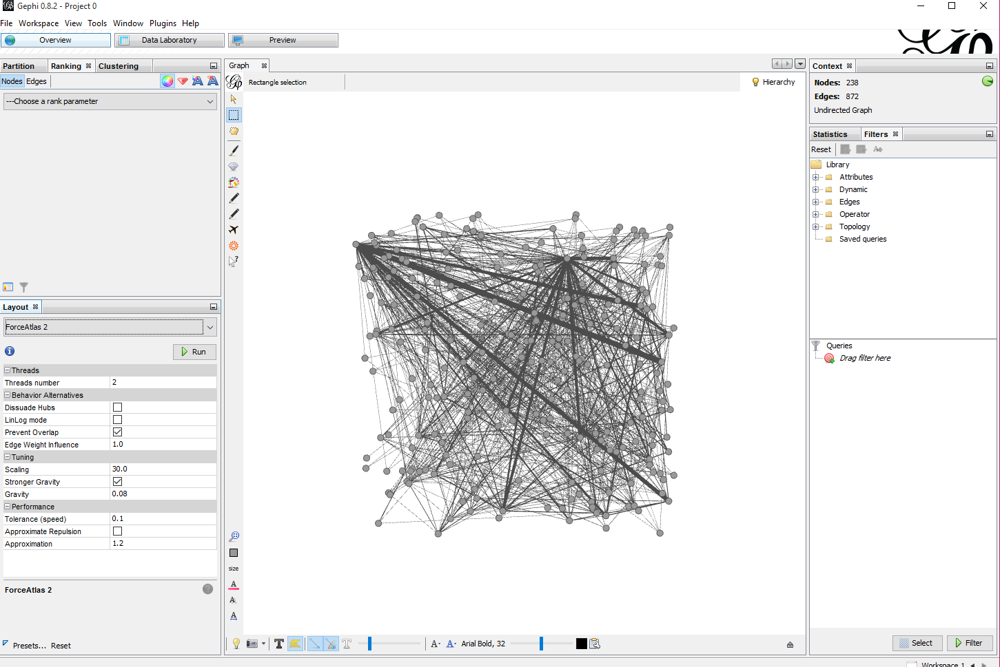 Gephi 0.8.2 - Project 0
File Workspace View Tools Window Plugins Help
Overview Data Laboratory Preview
Partition Ranking Clustering
Nodes Edges
---Choose a rank parameter
Layout
ForceAtlas 2
Run
Threads
Threads number 2
Behavior Alternatives
Dissuade Hubs
LinLog mode
Prevent Overlap
Edge Weight Influence 1.0
Tuning
Scaling 30.0
Stronger Gravity
Gravity 0.08
Performance
Tolerance (speed) 0.1
Approximate Repulsion
Approximation 1.2
ForceAtlas 2
Presets... Reset
Graph
Rectangle selection
Hierarchy
size
A
A
A
T T A A Arial Bold, 32
Context
Nodes: 238
Edges: 872
Undirected Graph
Statistics Filters
Reset
Library
Attributes
Dynamic
Edges
Operator
Topology
Saved queries
Queries
Drag filter here
Select Filter
Workspace 1